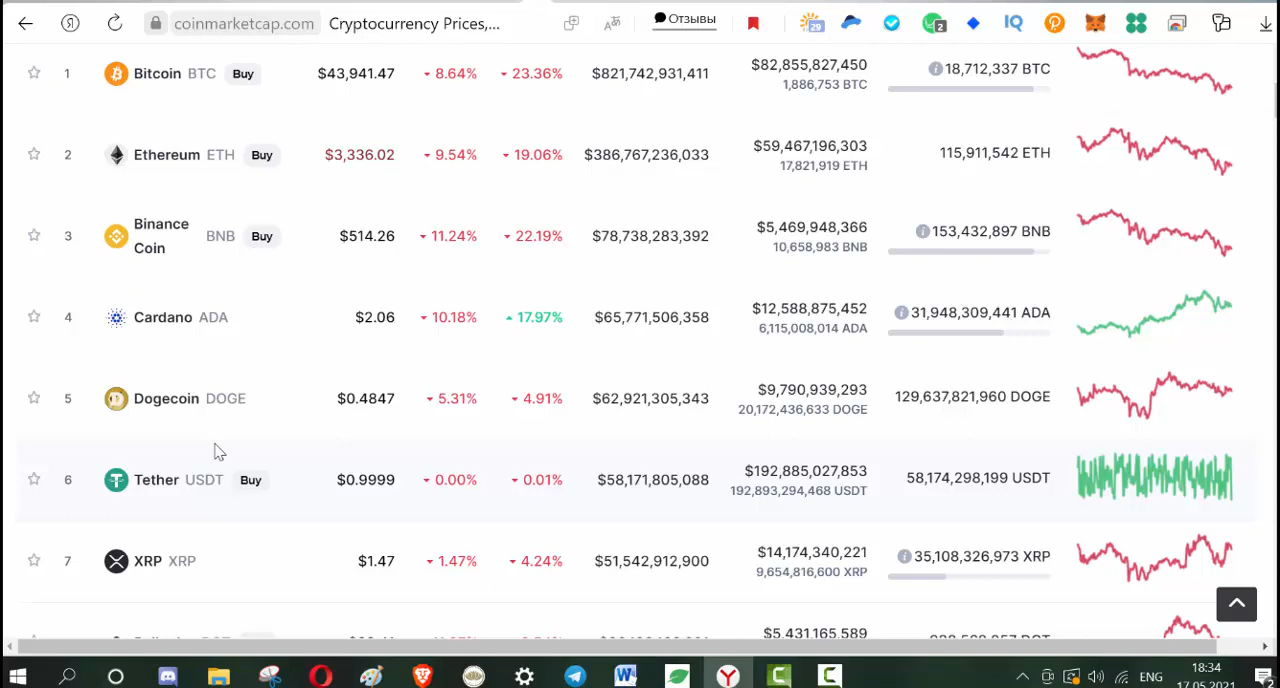 coinmarketcap.com Cryptocurrency Prices,... Отзывы 29 2 IQ
1 Bitcoin BTC Buy $43,941.47 8.64% 23.36% $821,742,931,411 $82,855,827,450 18,712,337 BTC
1,886,753 BTC
2 Ethereum ETH Buy $3,336.02 9.54% 19.06% $386,767,236,033 $59,467,196,303 115,911,542 ETH
17,821,919 ETH
3 Binance Coin BNB Buy $514.26 11.24% 22.19% $78,738,283,392 $5,469,948,366 153,432,897 BNB
10,658,983 BNB
4 Cardano ADA $2.06 10.18% 17.97% $65,771,506,358 $12,588,875,452 31,948,309,441 ADA
6,115,008,014 ADA
5 Dogecoin DOGE $0.4847 5.31% 4.91% $62,921,305,343 $9,790,939,293 129,637,821,960 DOGE
20,172,436,633 DOGE
6 Tether USDT Buy $0.9999 0.00% 0.01% $58,171,805,088 $192,885,027,853 58,174,298,199 USDT
192,893,294,468 USDT
7 XRP XRP $1.47 1.47% 4.24% $51,542,912,900 $14,174,340,221 35,108,326,973 XRP
9,654,816,600 XRP
$5,431,165,589
ENG 18:34
17.05.2021